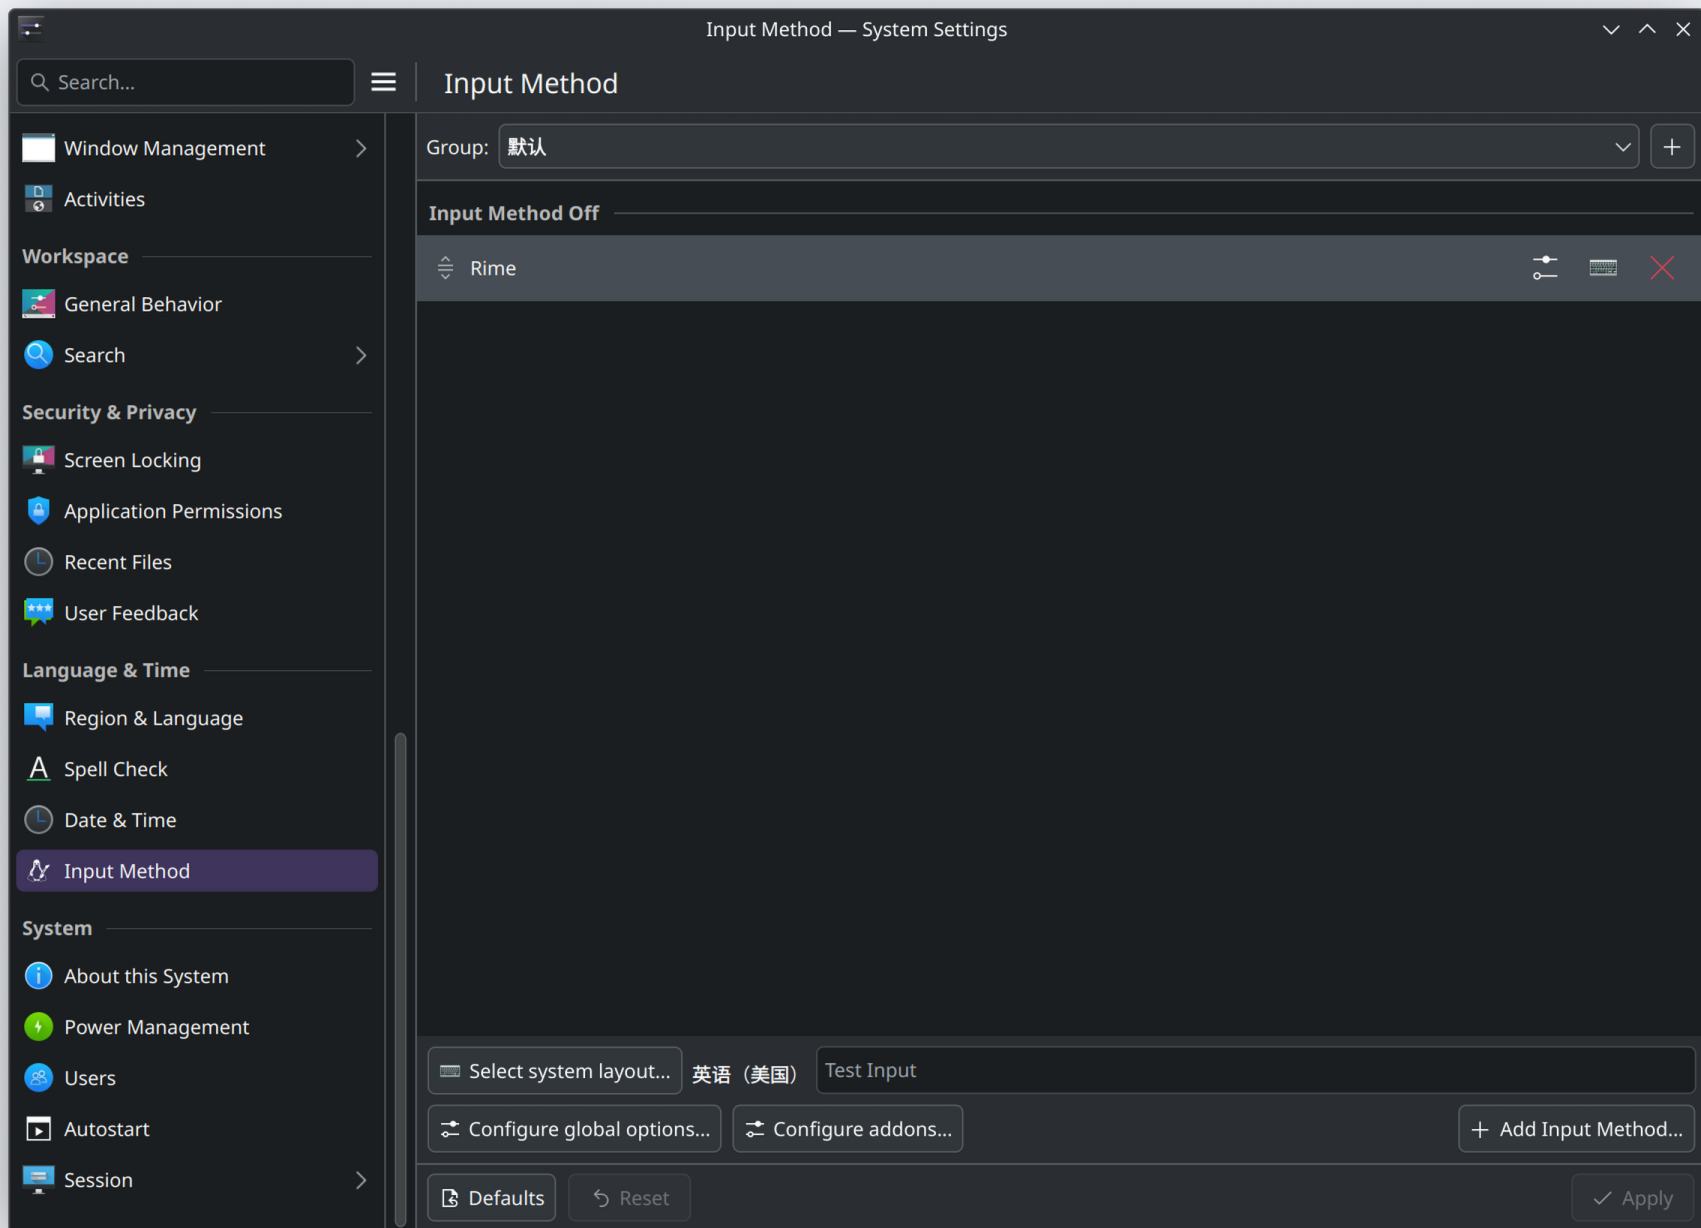 Input Method — System Settings
Search...
Input Method
Window Management
Activities
Workspace
General Behavior
Search
Security & Privacy
Screen Locking
Application Permissions
Recent Files
User Feedback
Language & Time
Region & Language
Spell Check
Date & Time
Input Method
System
About this System
Power Management
Users
Autostart
Session
Group: 默认
Input Method Off
Rime
Select system layout... 英语（美国） Test Input
Configure global options... Configure addons... Add Input Method...
Defaults Reset Apply